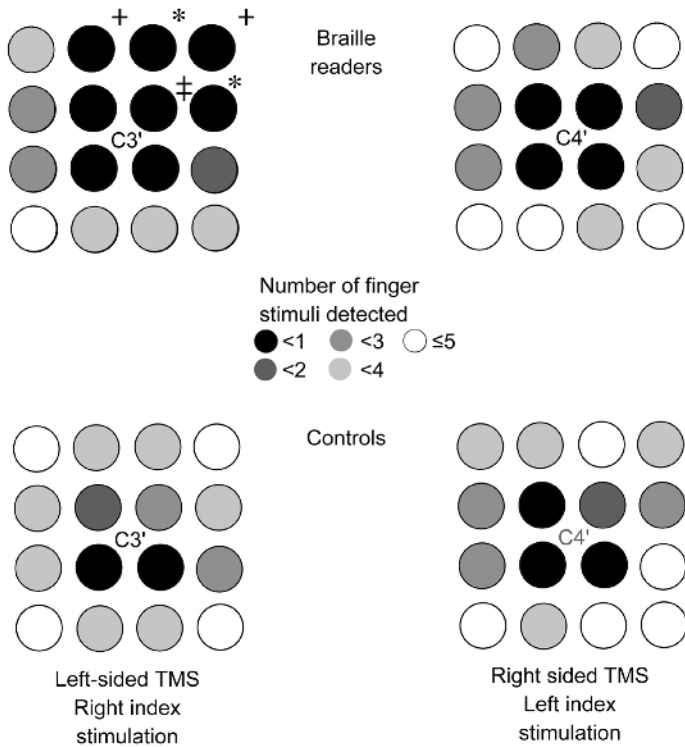 + * +
Braille
readers
‡ *
C3'
C4'
Number of finger
stimuli detected
<1 <3 ≤5
<2 <4
Controls
C3'
C4'
Left-sided TMS
Right index
stimulation
Right sided TMS
Left index
stimulation